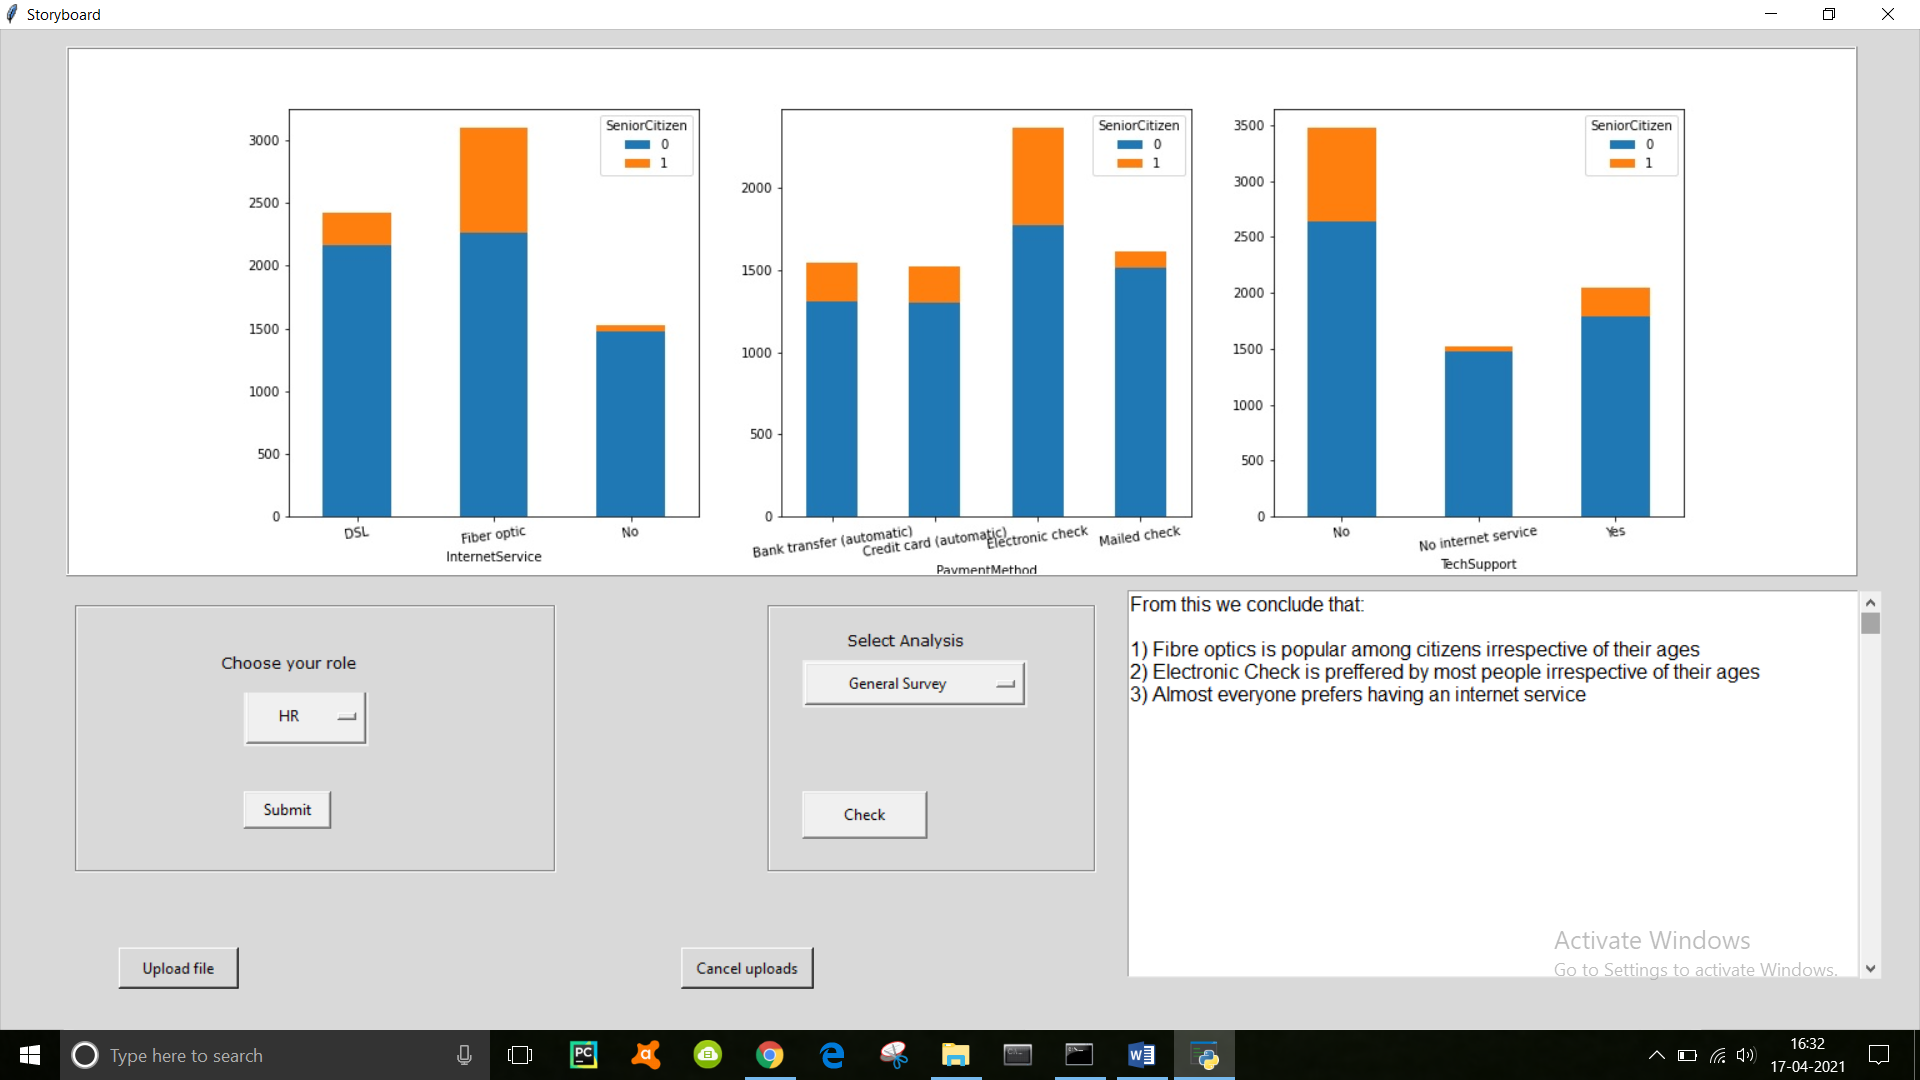 Storyboard
SeniorCitizen
0
1
3000
2500
2000
1500
1000
500
0
DSL
Fiber optic
No
InternetService
SeniorCitizen
0
1
2000
1500
1000
500
0
Bank transfer (automatic)
Credit card (automatic)
Electronic check
Mailed check
PaymentMethod
SeniorCitizen
0
1
3500
3000
2500
2000
1500
1000
500
0
No
No internet service
Yes
TechSupport
Choose your role
HR
Submit
Select Analysis
General Survey
Check
From this we conclude that:
1) Fibre optics is popular among citizens irrespective of their ages
2) Electronic Check is preffered by most people irrespective of their ages
3) Almost everyone prefers having an internet service
Upload file
Cancel uploads
Activate Windows
Go to Settings to activate Windows.
Type here to search
PC
16:32
17-04-2021